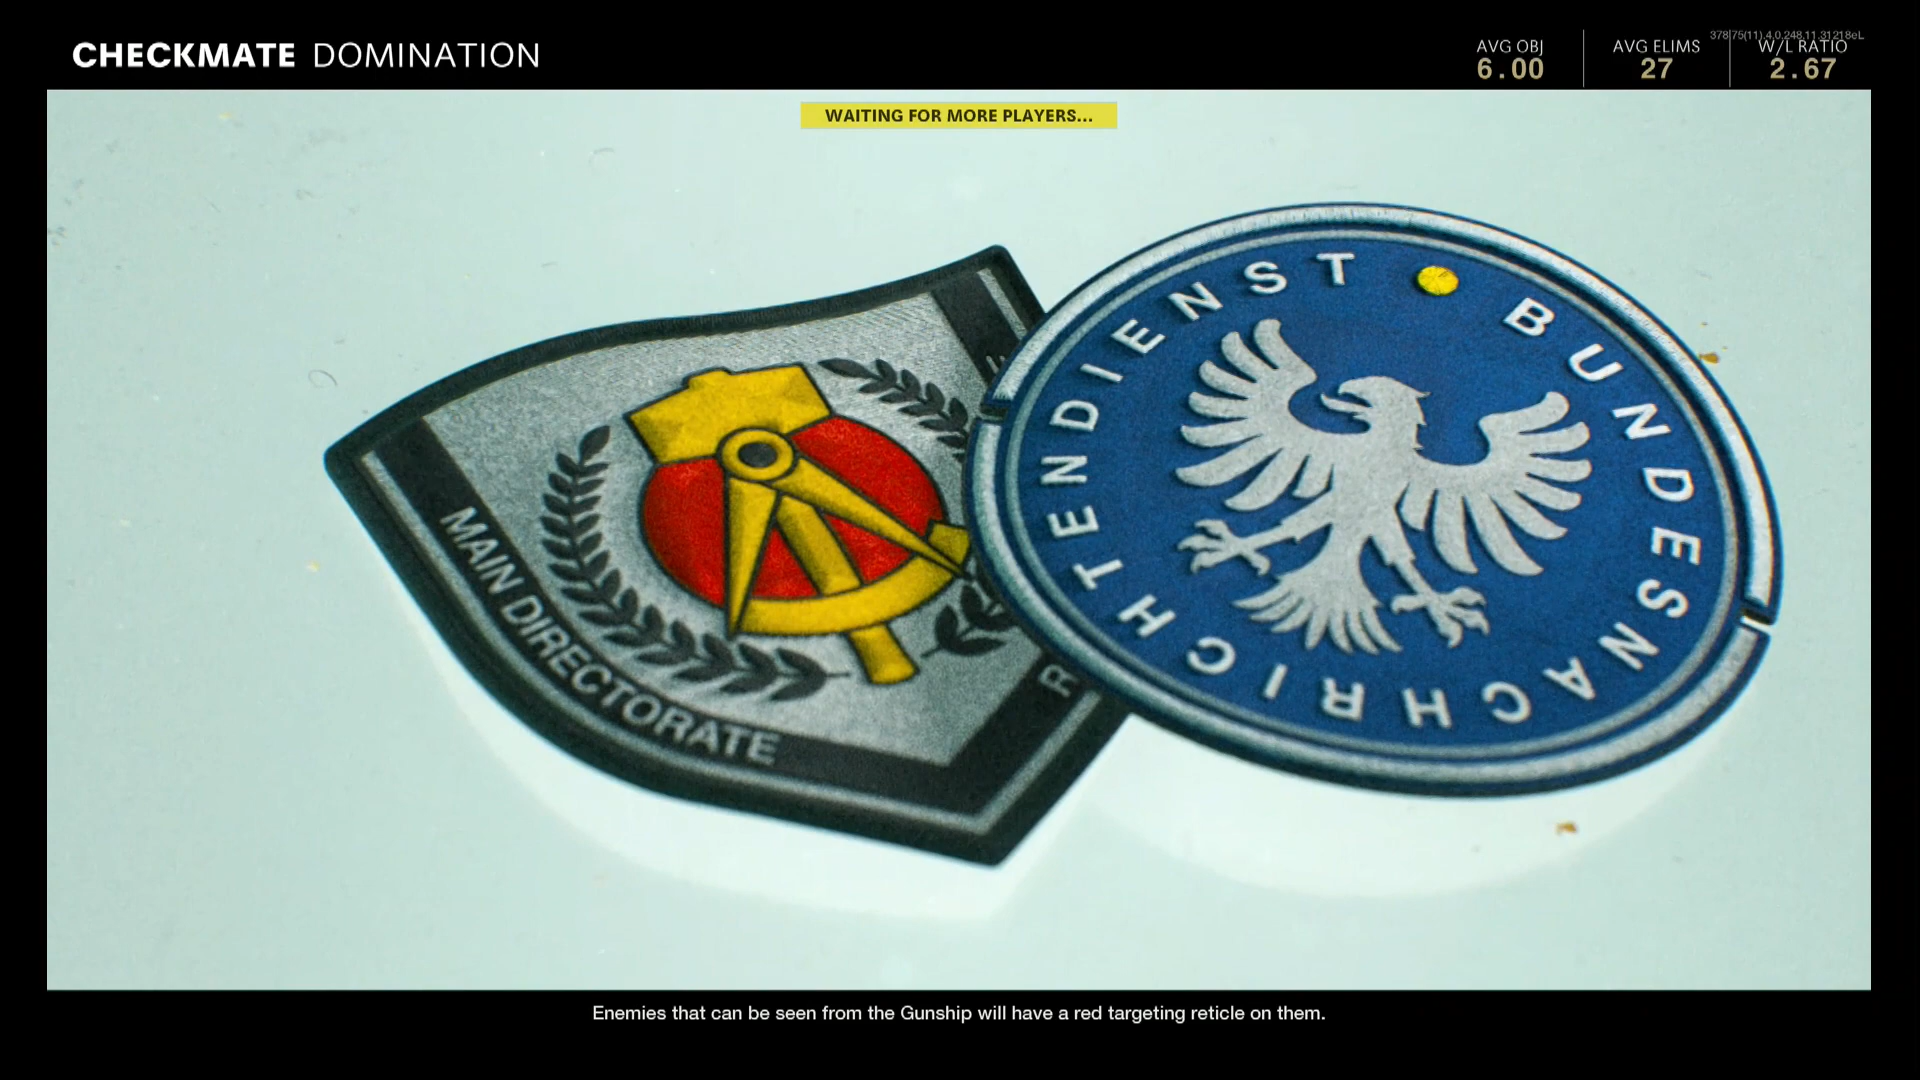 CHECKMATE DOMINATION
AVG OBJ
6.00
AVG ELIMS
27
W/L RATIO
2.67
WAITING FOR MORE PLAYERS...
MAIN DIRECTORATE
R
BUNDESNACHRICHTENDIENST
Enemies that can be seen from the Gunship will have a red targeting reticle on them.